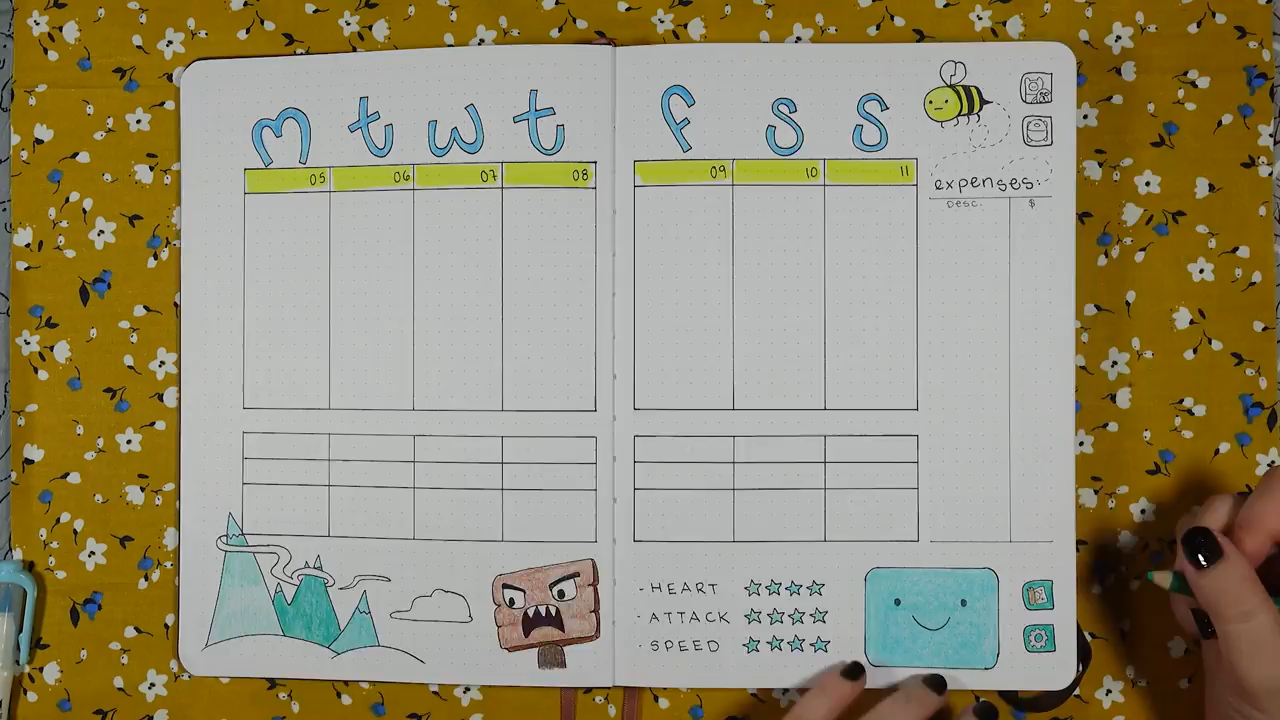 m t w t f s s
05 06 07 08 09 10 11
expenses:
DESC. $
- HEART
· ATTACK
· SPEED